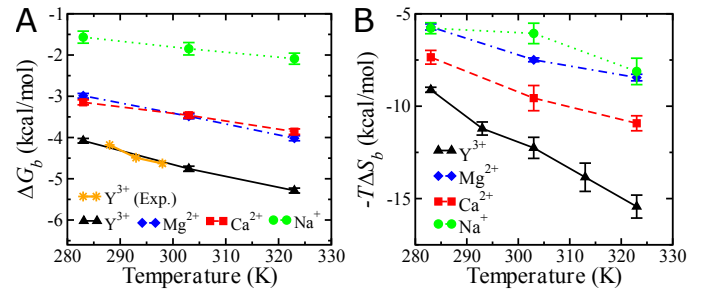 A
-1
-2
-3
-4
-5
-6
ΔG_b (kcal/mol)
Y³⁺ (Exp.)
Y³⁺ Mg²⁺ Ca²⁺ Na⁺
280 290 300 310 320 330
Temperature (K)
B
-5
-10
-15
-TΔS_b (kcal/mol)
Y³⁺
Mg²⁺
Ca²⁺
Na⁺
280 290 300 310 320 330
Temperature (K)